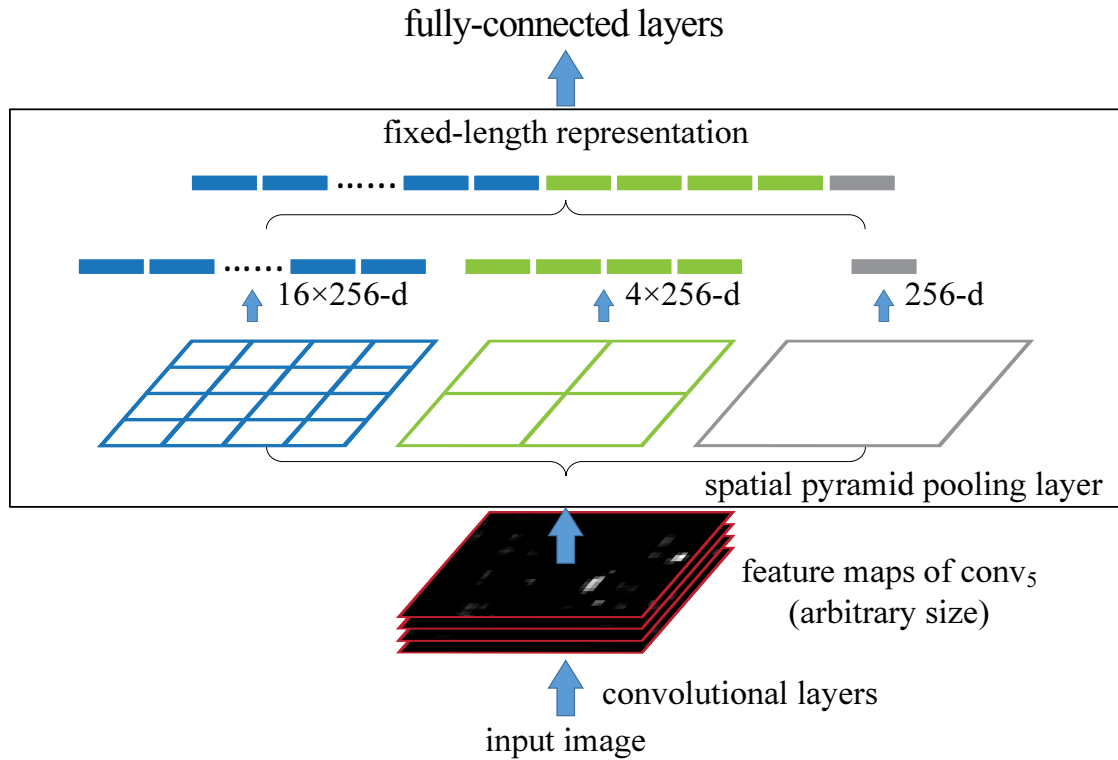 fully-connected layers
fixed-length representation
......
...... 
16×256-d
4×256-d
256-d
spatial pyramid pooling layer
feature maps of conv₅
(arbitrary size)
convolutional layers
input image